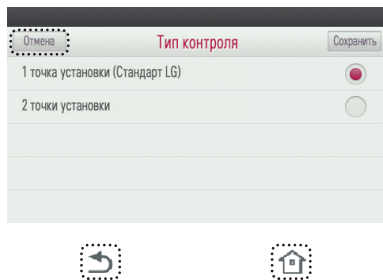 Отмена
Тип контроля
Сохранить
1 точка установки (Стандарт LG)
2 точки установки